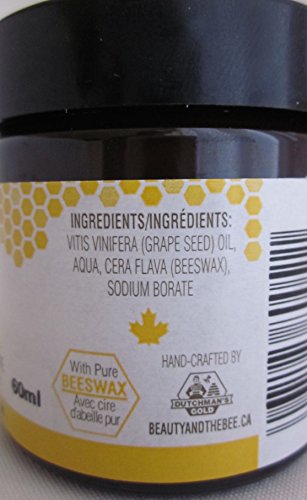 INGREDIENTS/INGRÉDIENTS:
VITIS VINIFERA (GRAPE SEED) OIL,
AQUA, CERA FLAVA (BEESWAX),
SODIUM BORATE
With Pure
BEESWAX
Avec cire
d'abeille pur
60ml
HAND-CRAFTED BY
DUTCHMAN'S
GOLD
BEAUTYANDTHEBEE.CA